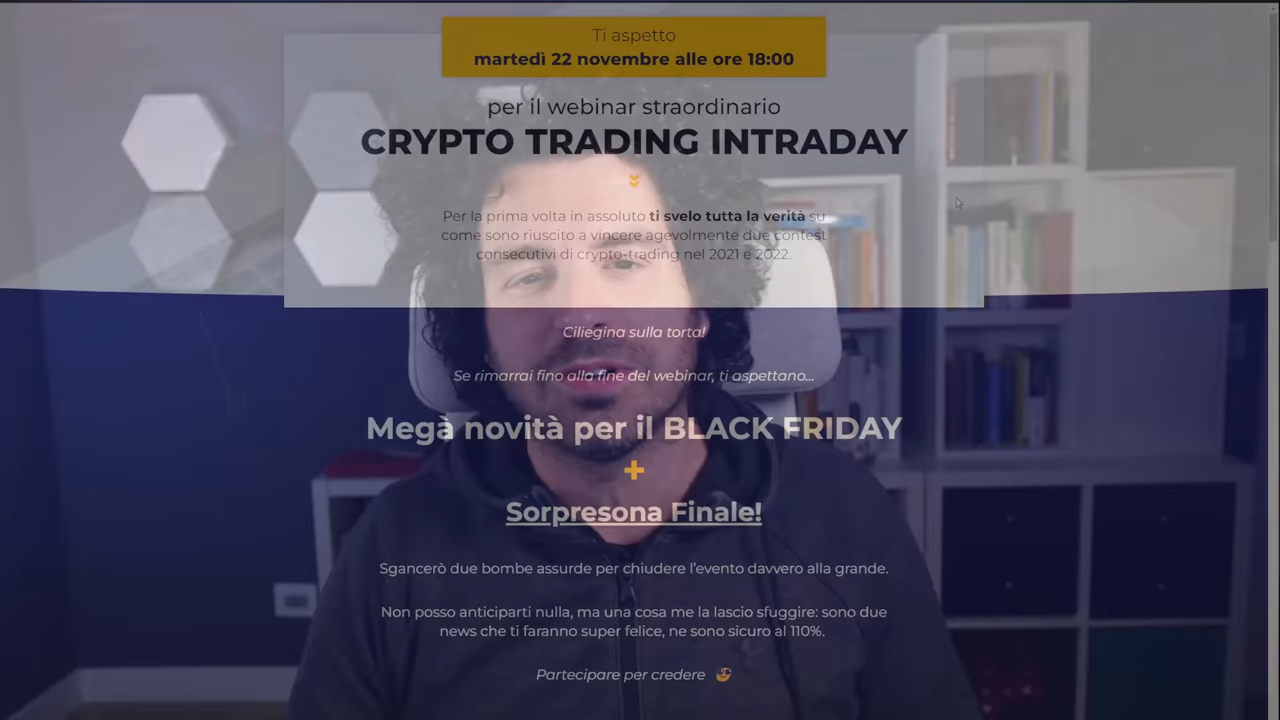 Ti aspetto
martedì 22 novembre alle ore 18:00
per il webinar straordinario
CRYPTO TRADING INTRADAY
Per la prima volta in assoluto ti svelo tutta la verità su
come sono riuscito a vincere agevolmente due contest
consecutivi di crypto-trading nel 2021 e 2022.
Ciliegina sulla torta!
Se rimarrai fino alla fine del webinar, ti aspettano...
Mega novità per il BLACK FRIDAY
+
Sorpresona Finale!
Sgancerò due bombe assurde per chiudere l'evento davvero alla grande.
Non posso anticiparti nulla, ma una cosa me la lascio sfuggire: sono due
news che ti faranno super felice, ne sono sicuro al 110%.
Partecipare per credere